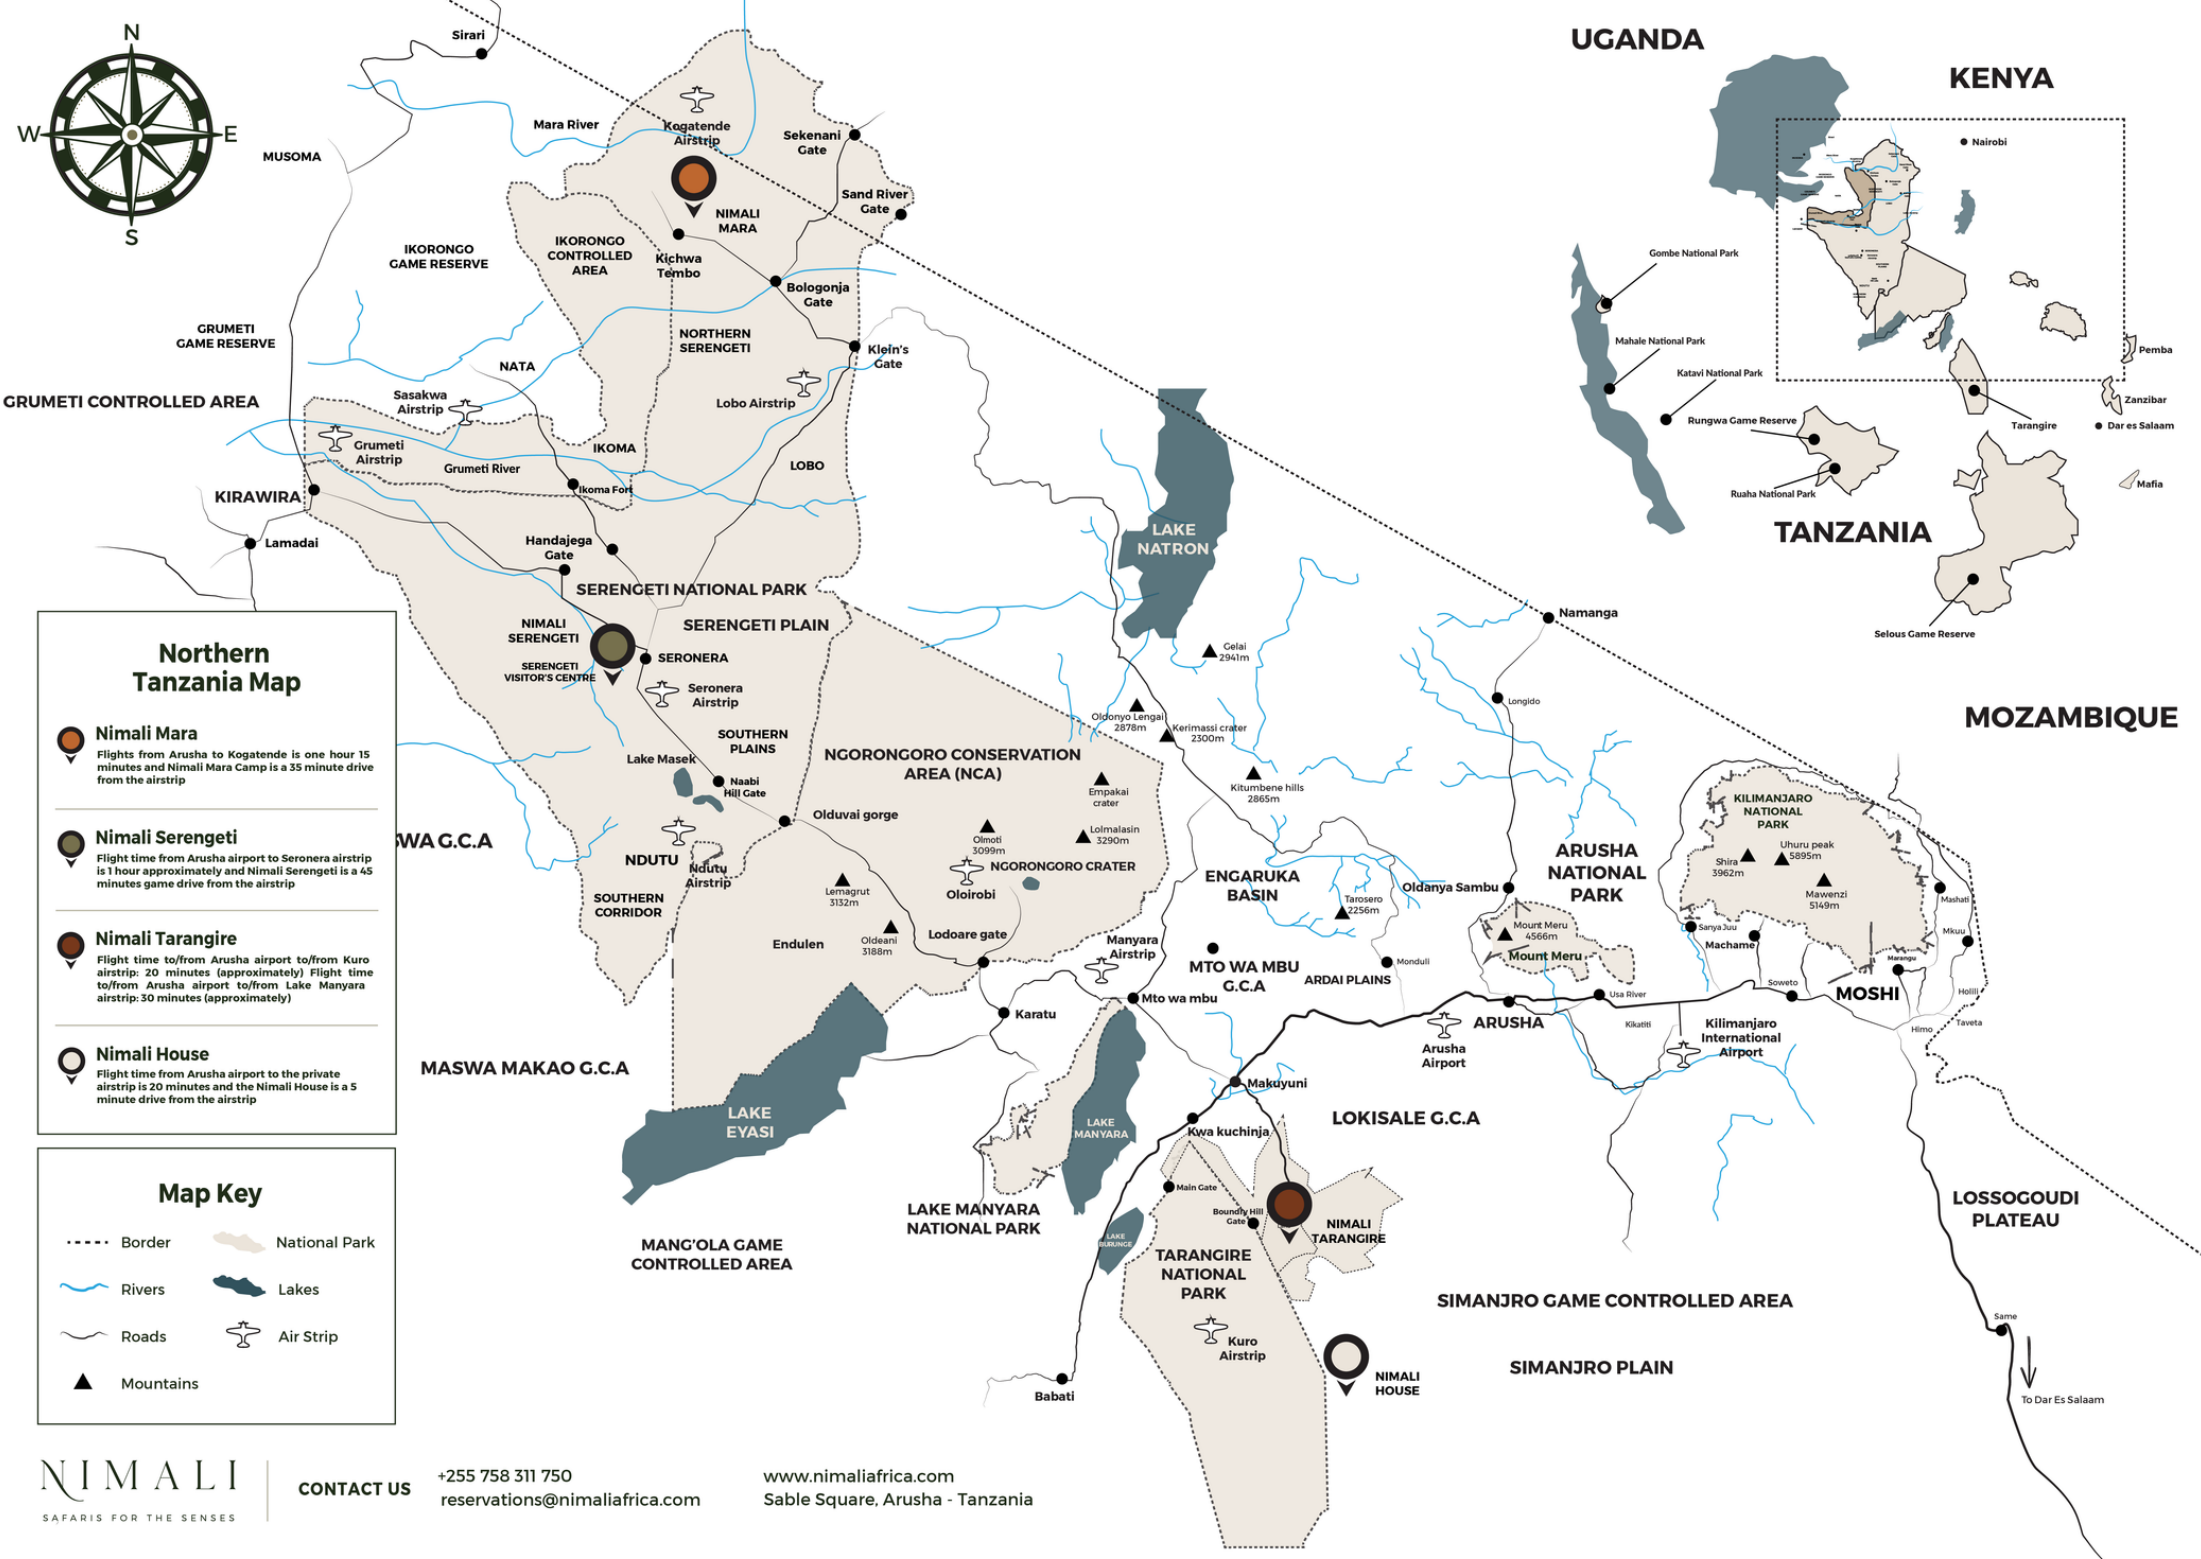 N
W
E
S
Sirari
MUSOMA
Mara River
Kogatende
Airstrip
Sekenani
Gate
Sand River
Gate
NIMALI
MARA
IKORONGO
GAME RESERVE
IKORONGO
CONTROLLED
AREA
Kichwa
Tembo
Bologonja
Gate
GRUMETI
GAME RESERVE
NORTHERN
SERENGETI
Klein's
Gate
NATA
GRUMETI CONTROLLED AREA
Sasakwa
Airstrip
Lobo Airstrip
Grumeti
Airstrip
Grumeti River
IKOMA
LOBO
KIRAWIRA
Ikoma Fort
Lamadai
Handajega
Gate
SERENGETI NATIONAL PARK
NIMALI
SERENGETI
SERENGETI PLAIN
SERENGETI
VISITOR'S CENTRE
SERONERA
Seronera
Airstrip
SOUTHERN
PLAINS
Lake Masek
Naabi
Hill Gate
Olduvai gorge
NDUTU
Ndutu
Airstrip
SOUTHERN
CORRIDOR
WA G.C.A
MASWA MAKAO G.C.A
NGORONGORO CONSERVATION
AREA (NCA)
Empakai
crater
Olmoti
3099m
Lolmalasin
3290m
NGORONGORO CRATER
Oloirobi
Lemagrut
3132m
Oldeani
3188m
Endulen
Lodoare gate
LAKE
NATRON
Gelai
2941m
Oldonyo Lengai
2878m
Kerimassi crater
2300m
Kitumbene hills
2865m
ENGARUKA
BASIN
Tarosero
2256m
Manyara
Airstrip
MTO WA MBU
G.C.A
ARDAI PLAINS
Monduli
Mto wa mbu
Karatu
LAKE
EYASI
LAKE
MANYARA
LAKE MANYARA
NATIONAL PARK
MANG'OLA GAME
CONTROLLED AREA
Makuyuni
Kwa kuchinja
Main Gate
Boundry Hill
Gate
LAKE
BURUNGE
NIMALI
TARANGIRE
TARANGIRE
NATIONAL
PARK
Kuro
Airstrip
NIMALI
HOUSE
Babati
LOKISALE G.C.A
SIMANJRO GAME CONTROLLED AREA
SIMANJRO PLAIN
Namanga
Longido
ARUSHA
NATIONAL
PARK
Oldanya Sambu
Mount Meru
4566m
Mount Meru
Arusha
Airport
ARUSHA
Usa River
Kikatiti
Kilimanjaro
International
Airport
KILIMANJARO
NATIONAL
PARK
Uhuru peak
5895m
Shira
3962m
Mawenzi
5149m
Sanya Juu
Machame
Mashati
Mkuu
Marangu
Soweto
MOSHI
Holili
Himo
Taveta
LOSSOGOUDI
PLATEAU
Same
To Dar Es Salaam
UGANDA
KENYA
Nairobi
Gombe National Park
Mahale National Park
Katavi National Park
Rungwa Game Reserve
Ruaha National Park
Tarangire
Pemba
Zanzibar
Dar es Salaam
Mafia
TANZANIA
Selous Game Reserve
MOZAMBIQUE
Northern
Tanzania Map
Nimali Mara
Flights from Arusha to Kogatende is one hour 15
minutes and Nimali Mara Camp is a 35 minute drive
from the airstrip
Nimali Serengeti
Flight time from Arusha airport to Seronera airstrip
is 1 hour approximately and Nimali Serengeti is a 45
minutes game drive from the airstrip
Nimali Tarangire
Flight time to/from Arusha airport to/from Kuro
airstrip: 20 minutes (approximately) Flight time
to/from Arusha airport to/from Lake Manyara
airstrip: 30 minutes (approximately)
Nimali House
Flight time from Arusha airport to the private
airstrip is 20 minutes and the Nimali House is a 5
minute drive from the airstrip
Map Key
Border
National Park
Rivers
Lakes
Roads
Air Strip
Mountains
NIMALI
SAFARIS FOR THE SENSES
CONTACT US
+255 758 311 750
reservations@nimaliafrica.com
www.nimaliafrica.com
Sable Square, Arusha - Tanzania